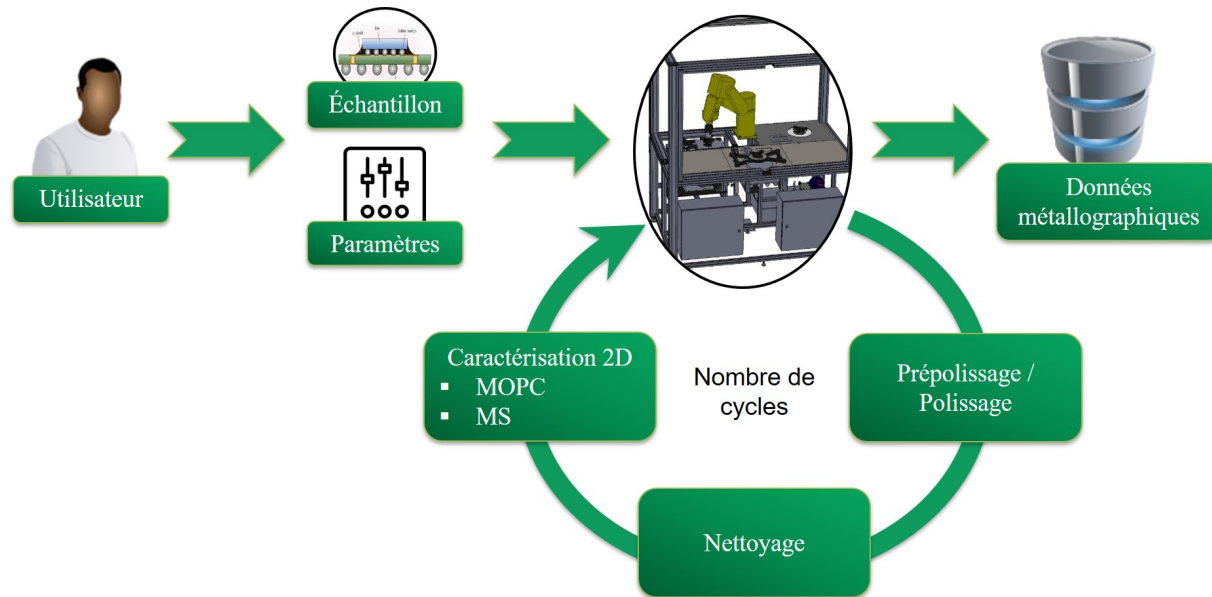 Échantillon
Utilisateur
Paramètres
Données
métallographiques
Caractérisation 2D
▪ MOPC
▪ MS
Nombre de
cycles
Prépolissage /
Polissage
Nettoyage